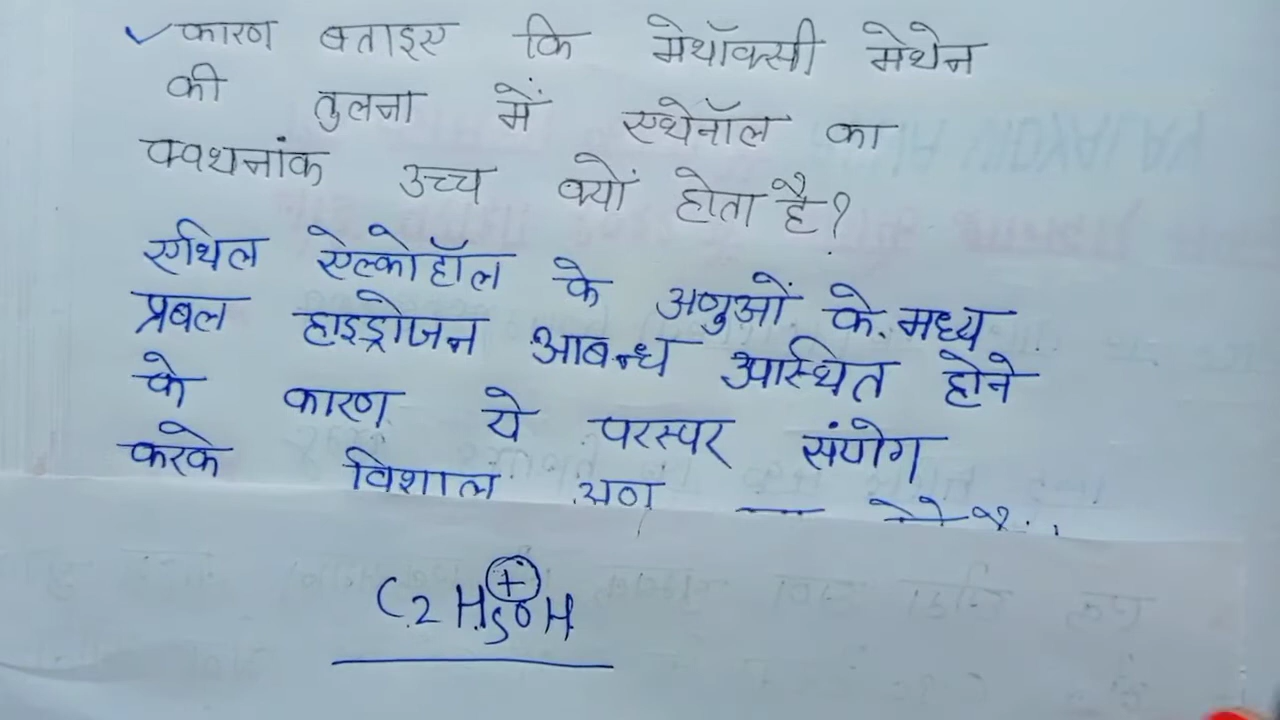 कारण बताइए कि मेथॉक्सी मेथेन
की तुलना में एथेनॉल का
क्वथनांक उच्च क्यों होता है?
एथिल ऐल्कोहॉल के अणुओं के मध्य
प्रबल हाइड्रोजन आबन्ध उपस्थित होने
के कारण ये परस्पर संयोग
करके विशाल
C2H5OH
+